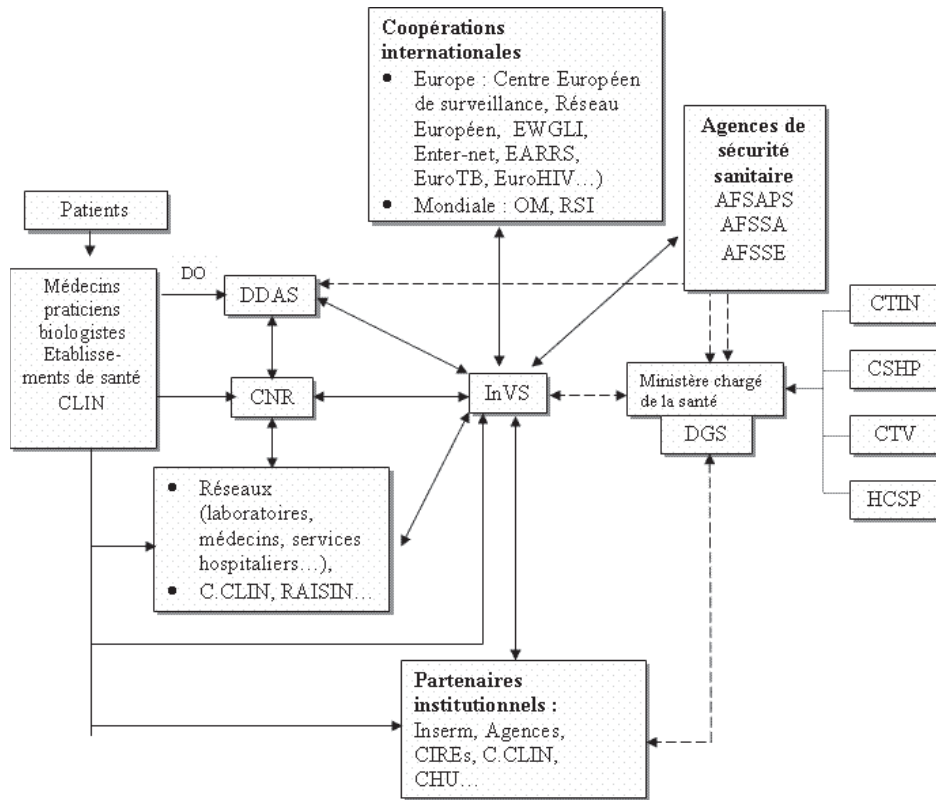 Coopérations
internationales
• Europe : Centre Européen
de surveillance, Réseau
Européen, EWGLI,
Enter-net, EARRS,
EuroTB, EuroHIV…)
• Mondiale : OM, RSI
Agences de
sécurité
sanitaire
AFSAPS
AFSSA
AFSSE
Patients
Médecins
praticiens
biologistes
Etablisse-
ments de santé
CLIN
DO
DDAS
CNR
InVS
Ministère chargé
de la santé
DGS
CTIN
CSHP
CTV
HCSP
• Réseaux
(laboratoires,
médecins, services
hospitaliers…),
• C.CLIN, RAISIN…
Partenaires
institutionnels :
Inserm, Agences,
CIREs, C.CLIN,
CHU…